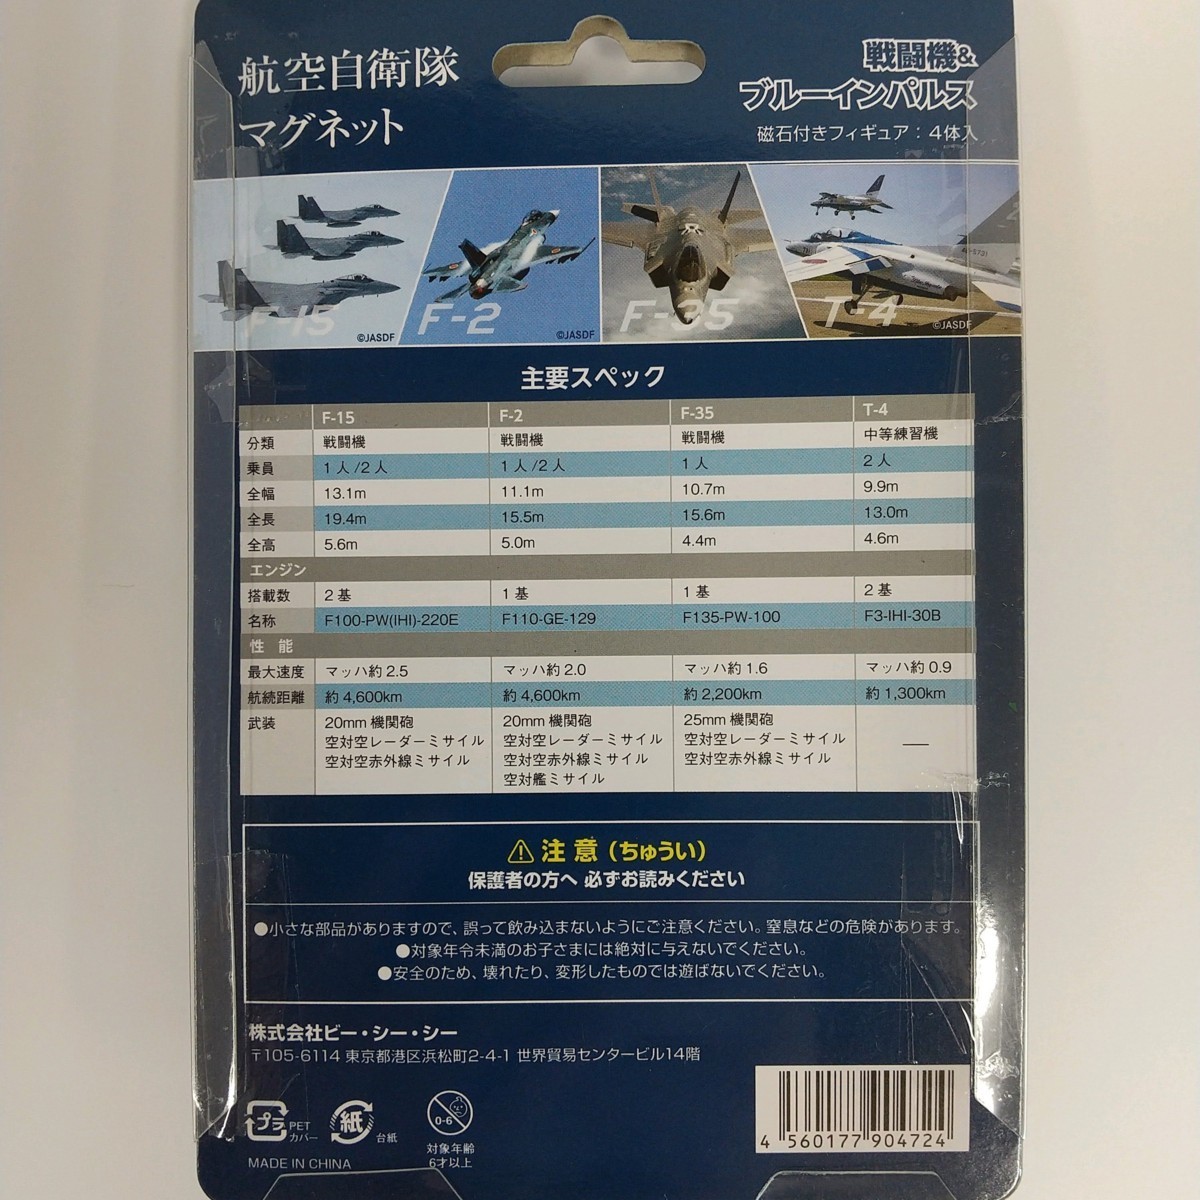 航空自衛隊
マグネット
戦闘機&
ブルーインパルス
磁石付きフィギュア：4体入
F-15
©JASDF
F-2
©JASDF
F-35
T-4
©JASDF
主要スペック
F-15 F-2 F-35 T-4
分類 戦闘機 戦闘機 戦闘機 中等練習機
乗員 1人/2人 1人/2人 1人 2人
全幅 13.1m 11.1m 10.7m 9.9m
全長 19.4m 15.5m 15.6m 13.0m
全高 5.6m 5.0m 4.4m 4.6m
エンジン
搭載数 2基 1基 1基 2基
名称 F100-PW(IHI)-220E F110-GE-129 F135-PW-100 F3-IHI-30B
性能
最大速度 マッハ約2.5 マッハ約2.0 マッハ約1.6 マッハ約0.9
航続距離 約4,600km 約4,600km 約2,200km 約1,300km
武装 20mm機関砲 20mm機関砲 25mm機関砲 —
空対空レーダーミサイル 空対空レーダーミサイル 空対空レーダーミサイル
空対空赤外線ミサイル 空対空赤外線ミサイル 空対空赤外線ミサイル
空対艦ミサイル
⚠注意（ちゅうい）
保護者の方へ 必ずお読みください
●小さな部品がありますので、誤って飲み込まないようにご注意ください。窒息などの危険があります。
●対象年令未満のお子さまには絶対に与えないでください。
●安全のため、壊れたり、変形したものでは遊ばないでください。
株式会社ビー・シー・シー
〒105-6114 東京都港区浜松町2-4-1 世界貿易センタービル14階
プラ PET
カバー
紙 台紙
0-6
対象年齢
6才以上
MADE IN CHINA
4 560177 904724